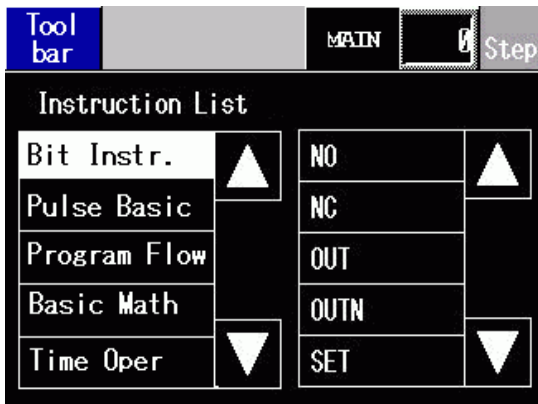 Tool
bar
MAIN
0
Step
Instruction List
Bit Instr.
Pulse Basic
Program Flow
Basic Math
Time Oper
NO
NC
OUT
OUTN
SET